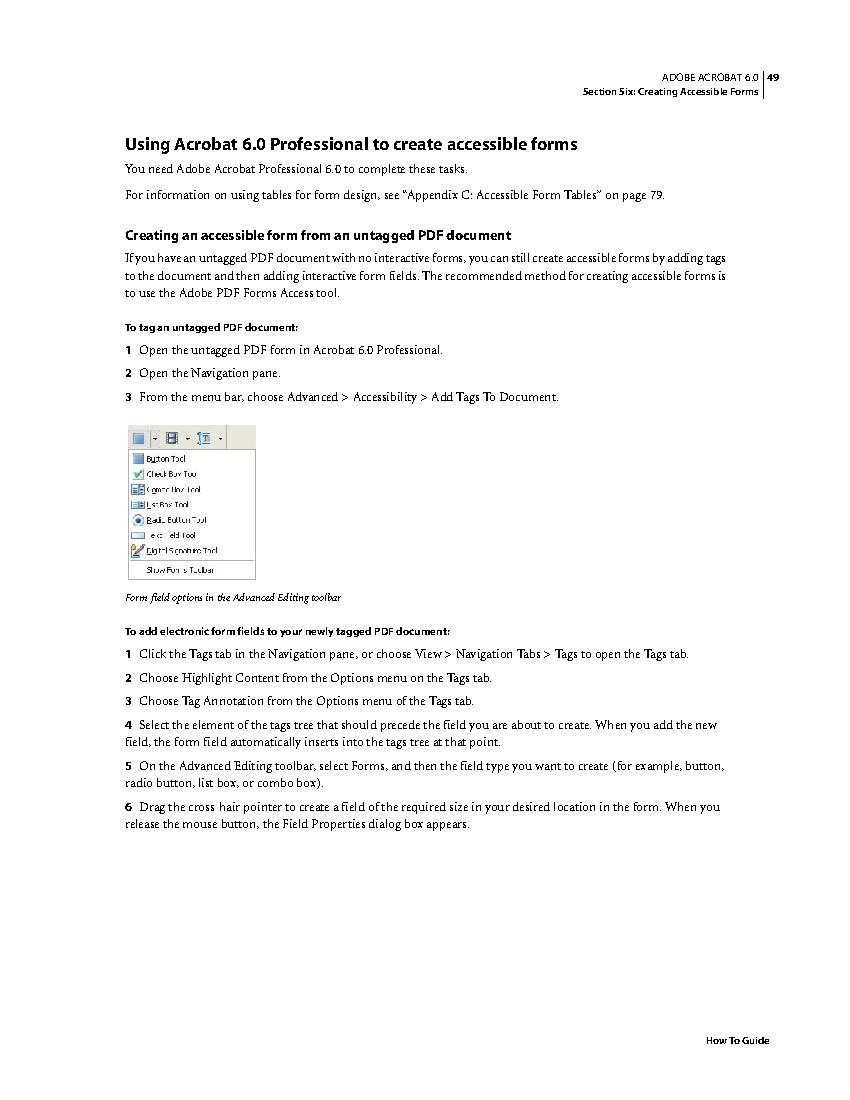 ADOBE ACROBAT 6.0 49
Section Six: Creating Accessible Forms
Using Acrobat 6.0 Professional to create accessible forms
You need Adobe Acrobat Professional 6.0 to complete these tasks.
For information on using tables for form design, see “Appendix C: Accessible Form Tables” on page 79.
Creating an accessible form from an untagged PDF document
If you have an untagged PDF document with no interactive forms, you can still create accessible forms by adding tags
to the document and then adding interactive form fields. The recommended method for creating accessible forms is
to use the Adobe PDF Forms Access tool.
To tag an untagged PDF document:
1 Open the untagged PDF form in Acrobat 6.0 Professional.
2 Open the Navigation pane.
3 From the menu bar, choose Advanced > Accessibility > Add Tags To Document.
Button Tool
Check Box Tool
Combo Box Tool
List Box Tool
Radio Button Tool
Text Field Tool
Digital Signature Tool
Show Forms Toolbar
Form field options in the Advanced Editing toolbar
To add electronic form fields to your newly tagged PDF document:
1 Click the Tags tab in the Navigation pane, or choose View > Navigation Tabs > Tags to open the Tags tab.
2 Choose Highlight Content from the Options menu on the Tags tab.
3 Choose Tag Annotation from the Options menu of the Tags tab.
4 Select the element of the tags tree that should precede the field you are about to create. When you add the new
field, the form field automatically inserts into the tags tree at that point.
5 On the Advanced Editing toolbar, select Forms, and then the field type you want to create (for example, button,
radio button, list box, or combo box).
6 Drag the cross hair pointer to create a field of the required size in your desired location in the form. When you
release the mouse button, the Field Properties dialog box appears.
How To Guide